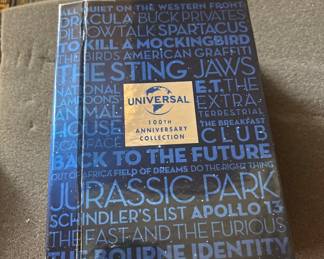 ALL QUIET ON THE WESTERN FRONT
DRACULA BUCK PRIVATES
PILLOW TALK SPARTACUS
TO KILL A MOCKINGBIRD
THE BIRDS AMERICAN GRAFFITI
THE STING JAWS
NATIONAL
LAMPOON'S
ANIMAL
HOUSE
UNIVERSAL
100TH
ANNIVERSARY
COLLECTION
E.T. THE
EXTRA-
TERRESTRIAL
THE BREAKFAST
CLUB
BACK TO THE FUTURE
OUT OF AFRICA FIELD OF DREAMS DO THE RIGHT THING
JURASSIC PARK
SCHINDLER'S LIST APOLLO 13
THE FAST AND THE FURIOUS
THE BOURNE IDENTITY